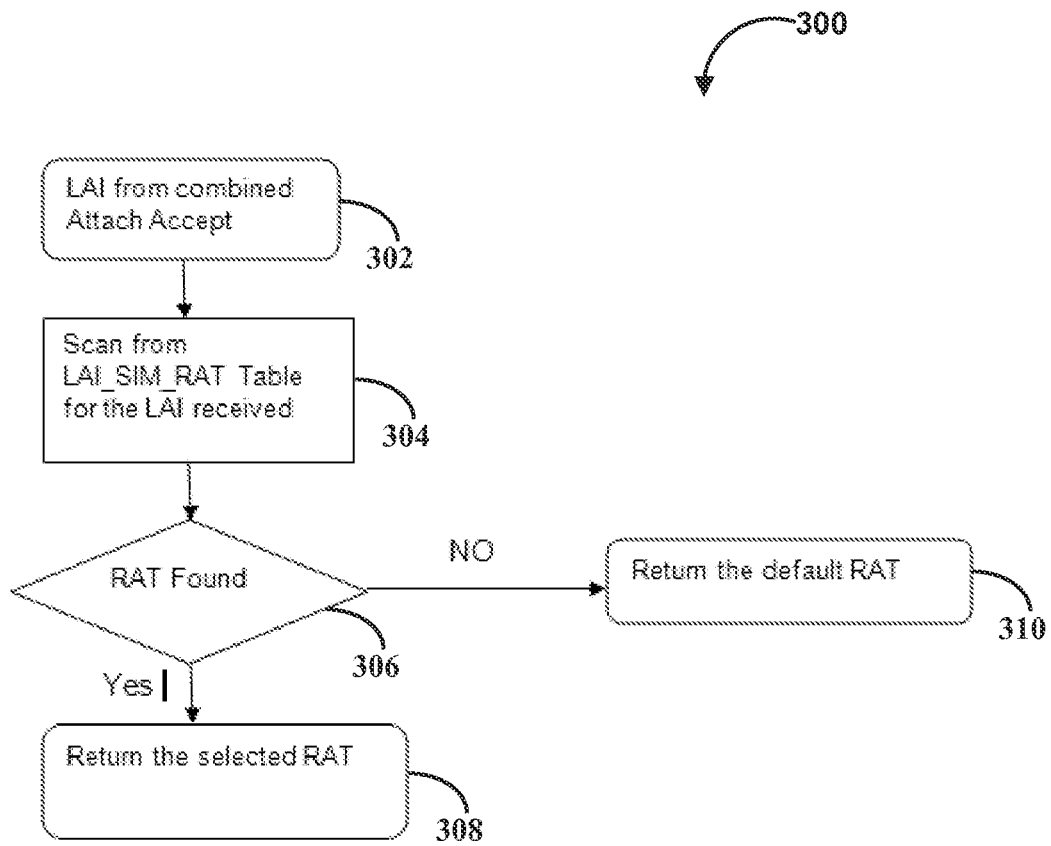 300
LAI from combined
Attach Accept
302
Scan from
LAI_SIM_RAT Table
for the LAI received
304
RAT Found
306
NO
Return the default RAT
310
Yes
Return the selected RAT
308